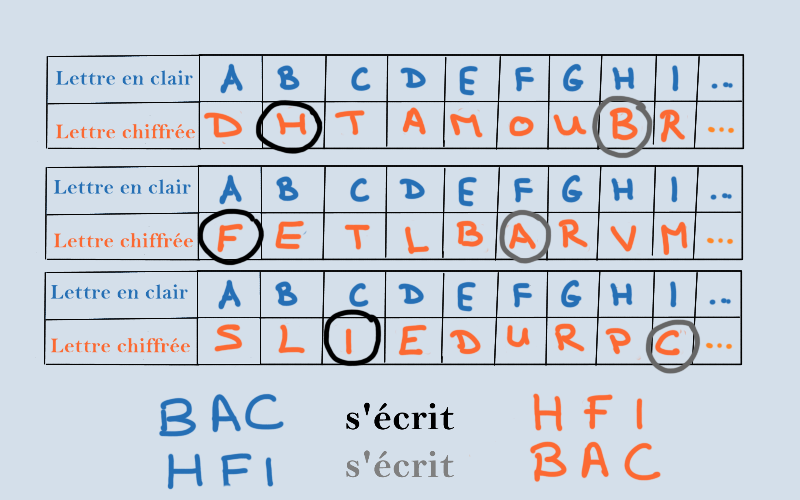 Lettre en clair A B C D E F G H I ...
Lettre chiffrée D H T A M O U B R ...
Lettre en clair A B C D E F G H I ...
Lettre chiffrée F E T L B A R V M ...
Lettre en clair A B C D E F G H I ...
Lettre chiffrée S L I E D U R P C ...
BAC s'écrit HFI
HFI s'écrit BAC